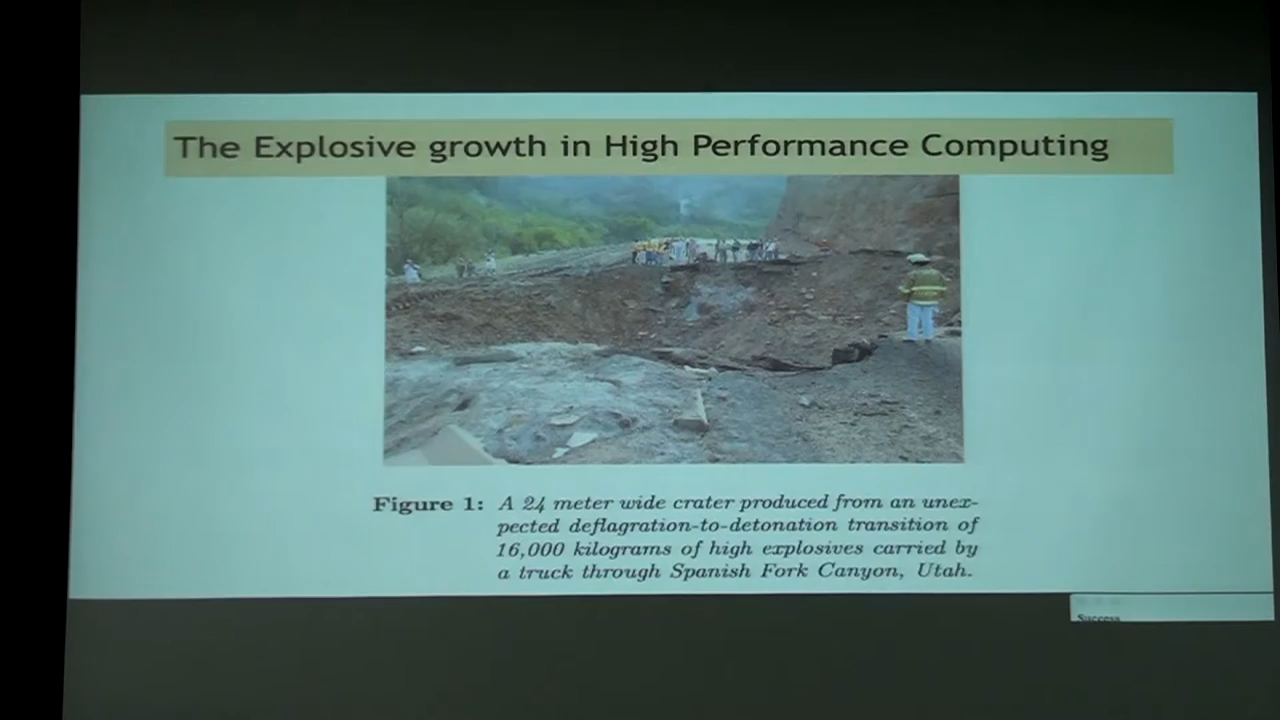 The Explosive growth in High Performance Computing
Figure 1: A 24 meter wide crater produced from an unex-
pected deflagration-to-detonation transition of
16,000 kilograms of high explosives carried by
a truck through Spanish Fork Canyon, Utah.
Success